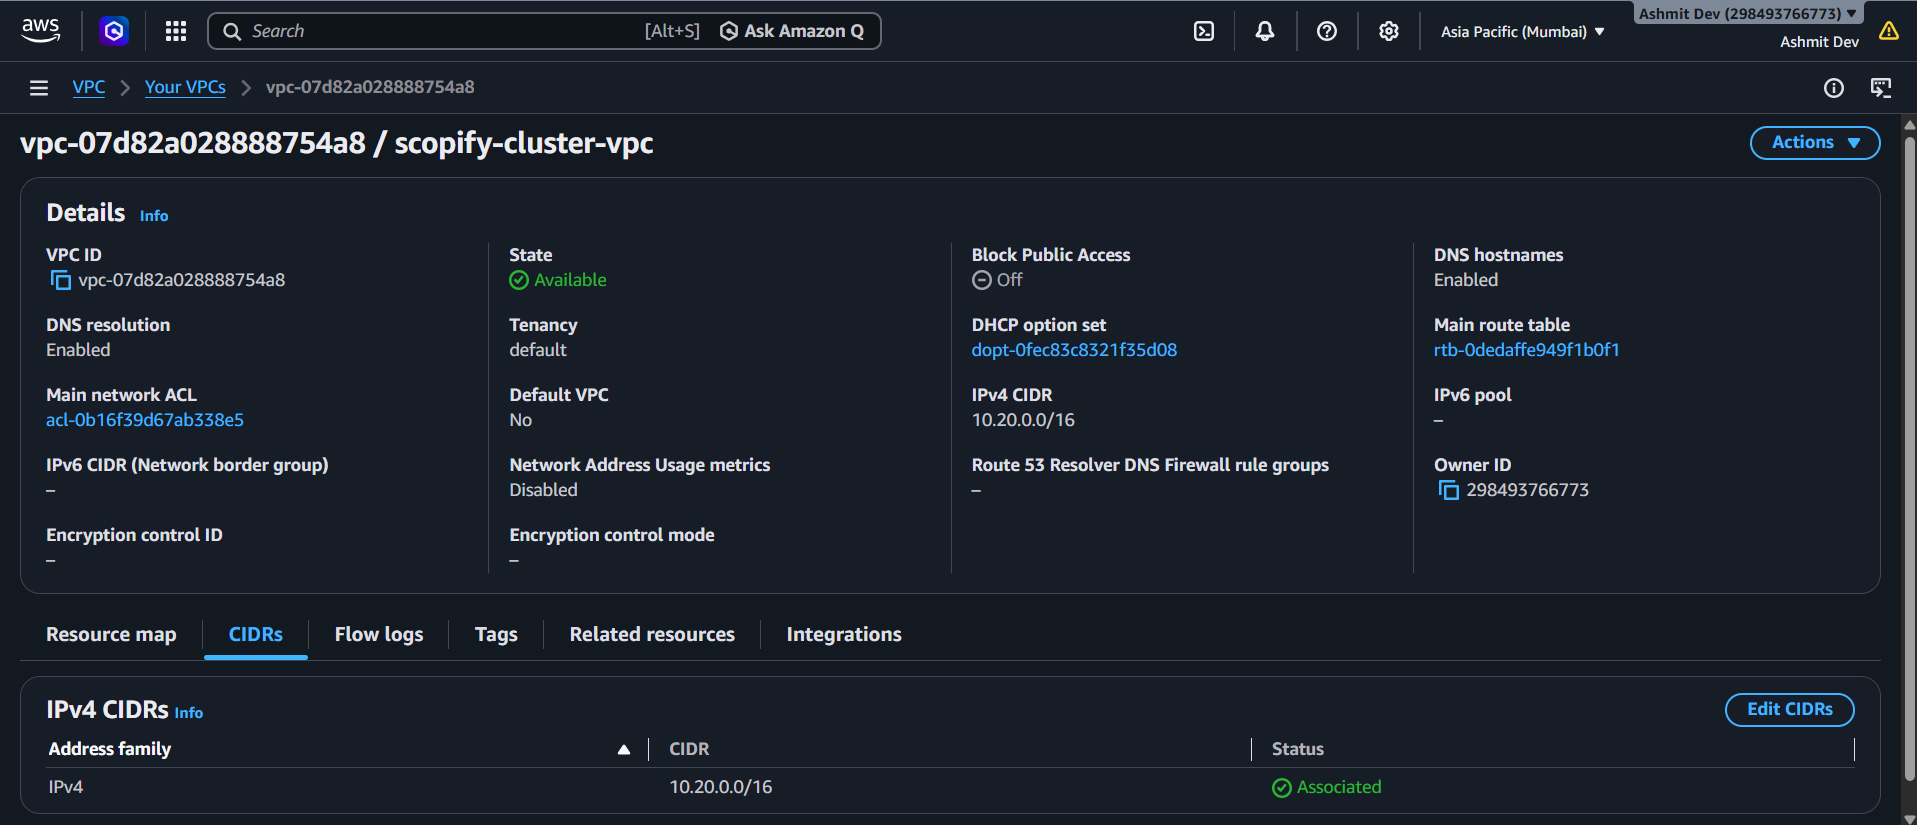 aws
Search [Alt+S] Ask Amazon Q
Asia Pacific (Mumbai) ▼
Ashmit Dev (298493766773) ▼
Ashmit Dev
VPC > Your VPCs > vpc-07d82a028888754a8
vpc-07d82a028888754a8 / scopify-cluster-vpc
Actions ▼
Details Info
VPC ID
vpc-07d82a028888754a8
State
Available
Block Public Access
Off
DNS hostnames
Enabled
DNS resolution
Enabled
Tenancy
default
DHCP option set
dopt-0fec83c8321f35d08
Main route table
rtb-0dedaffe949f1b0f1
Main network ACL
acl-0b16f39d67ab338e5
Default VPC
No
IPv4 CIDR
10.20.0.0/16
IPv6 pool
–
IPv6 CIDR (Network border group)
–
Network Address Usage metrics
Disabled
Route 53 Resolver DNS Firewall rule groups
–
Owner ID
298493766773
Encryption control ID
–
Encryption control mode
–
Resource map CIDRs Flow logs Tags Related resources Integrations
IPv4 CIDRs Info
Edit CIDRs
Address family CIDR Status
IPv4 10.20.0.0/16 Associated